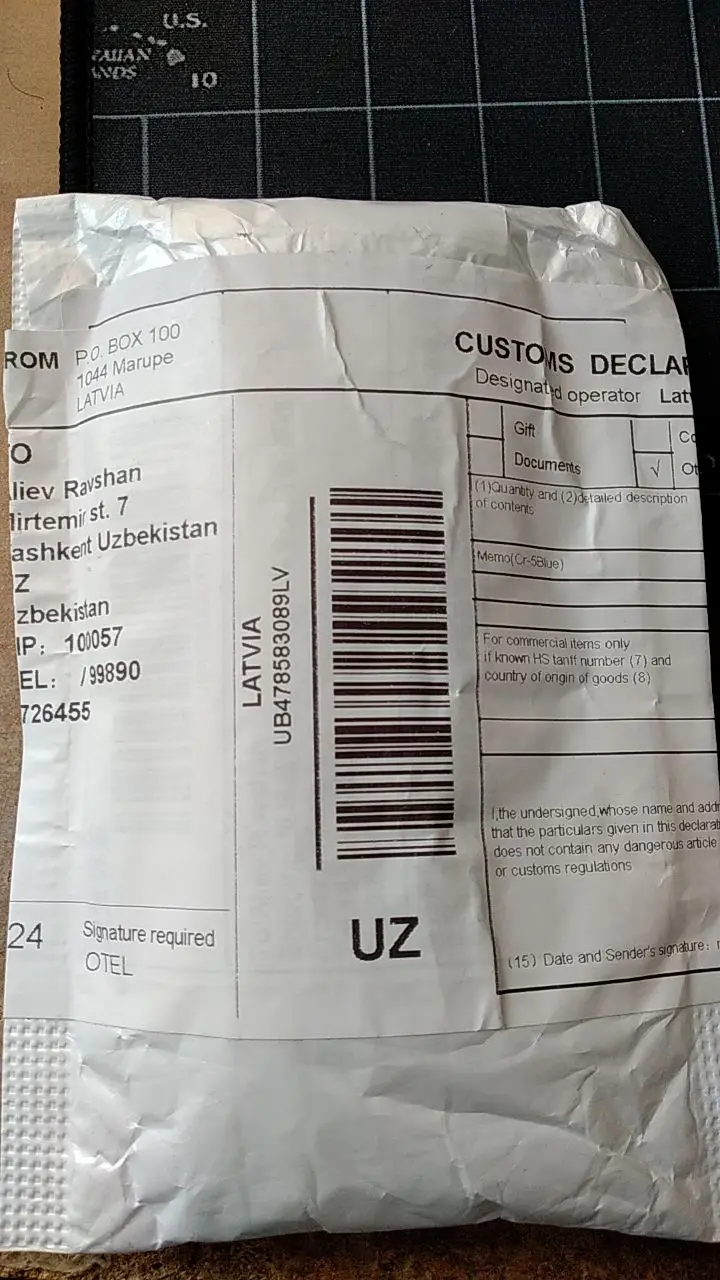 U.S.
10
ROM P.O. BOX 100
1044 Marupe
LATVIA
CUSTOMS DECLAR
Designated operator Lat
O
liev Ravshan
irtemir st. 7
ashkent Uzbekistan
Z
zbekistan
IP: 100057
EL: /99890
726455
24 Signature required
OTEL
LATVIA
UB478583089LV
UZ
Gift
Documents √
(1)Quantity and (2)detailed description
of contents
Memo(Cr-5Blue)
For commercial items only
if known HS tariff number (7) and
country of origin of goods (8)
I,the undersigned,whose name and addr
that the particulars given in this declarat
does not contain any dangerous article
or customs regulations
(15) Date and Sender's signature: